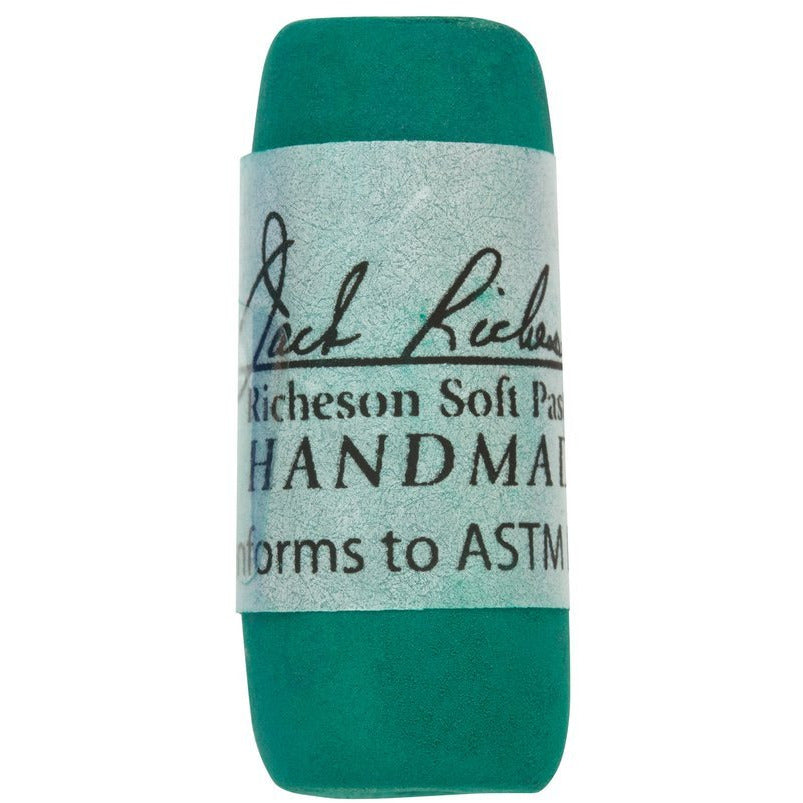 Jack Riches
Richeson Soft Pas
HANDMAD
nforms to ASTM